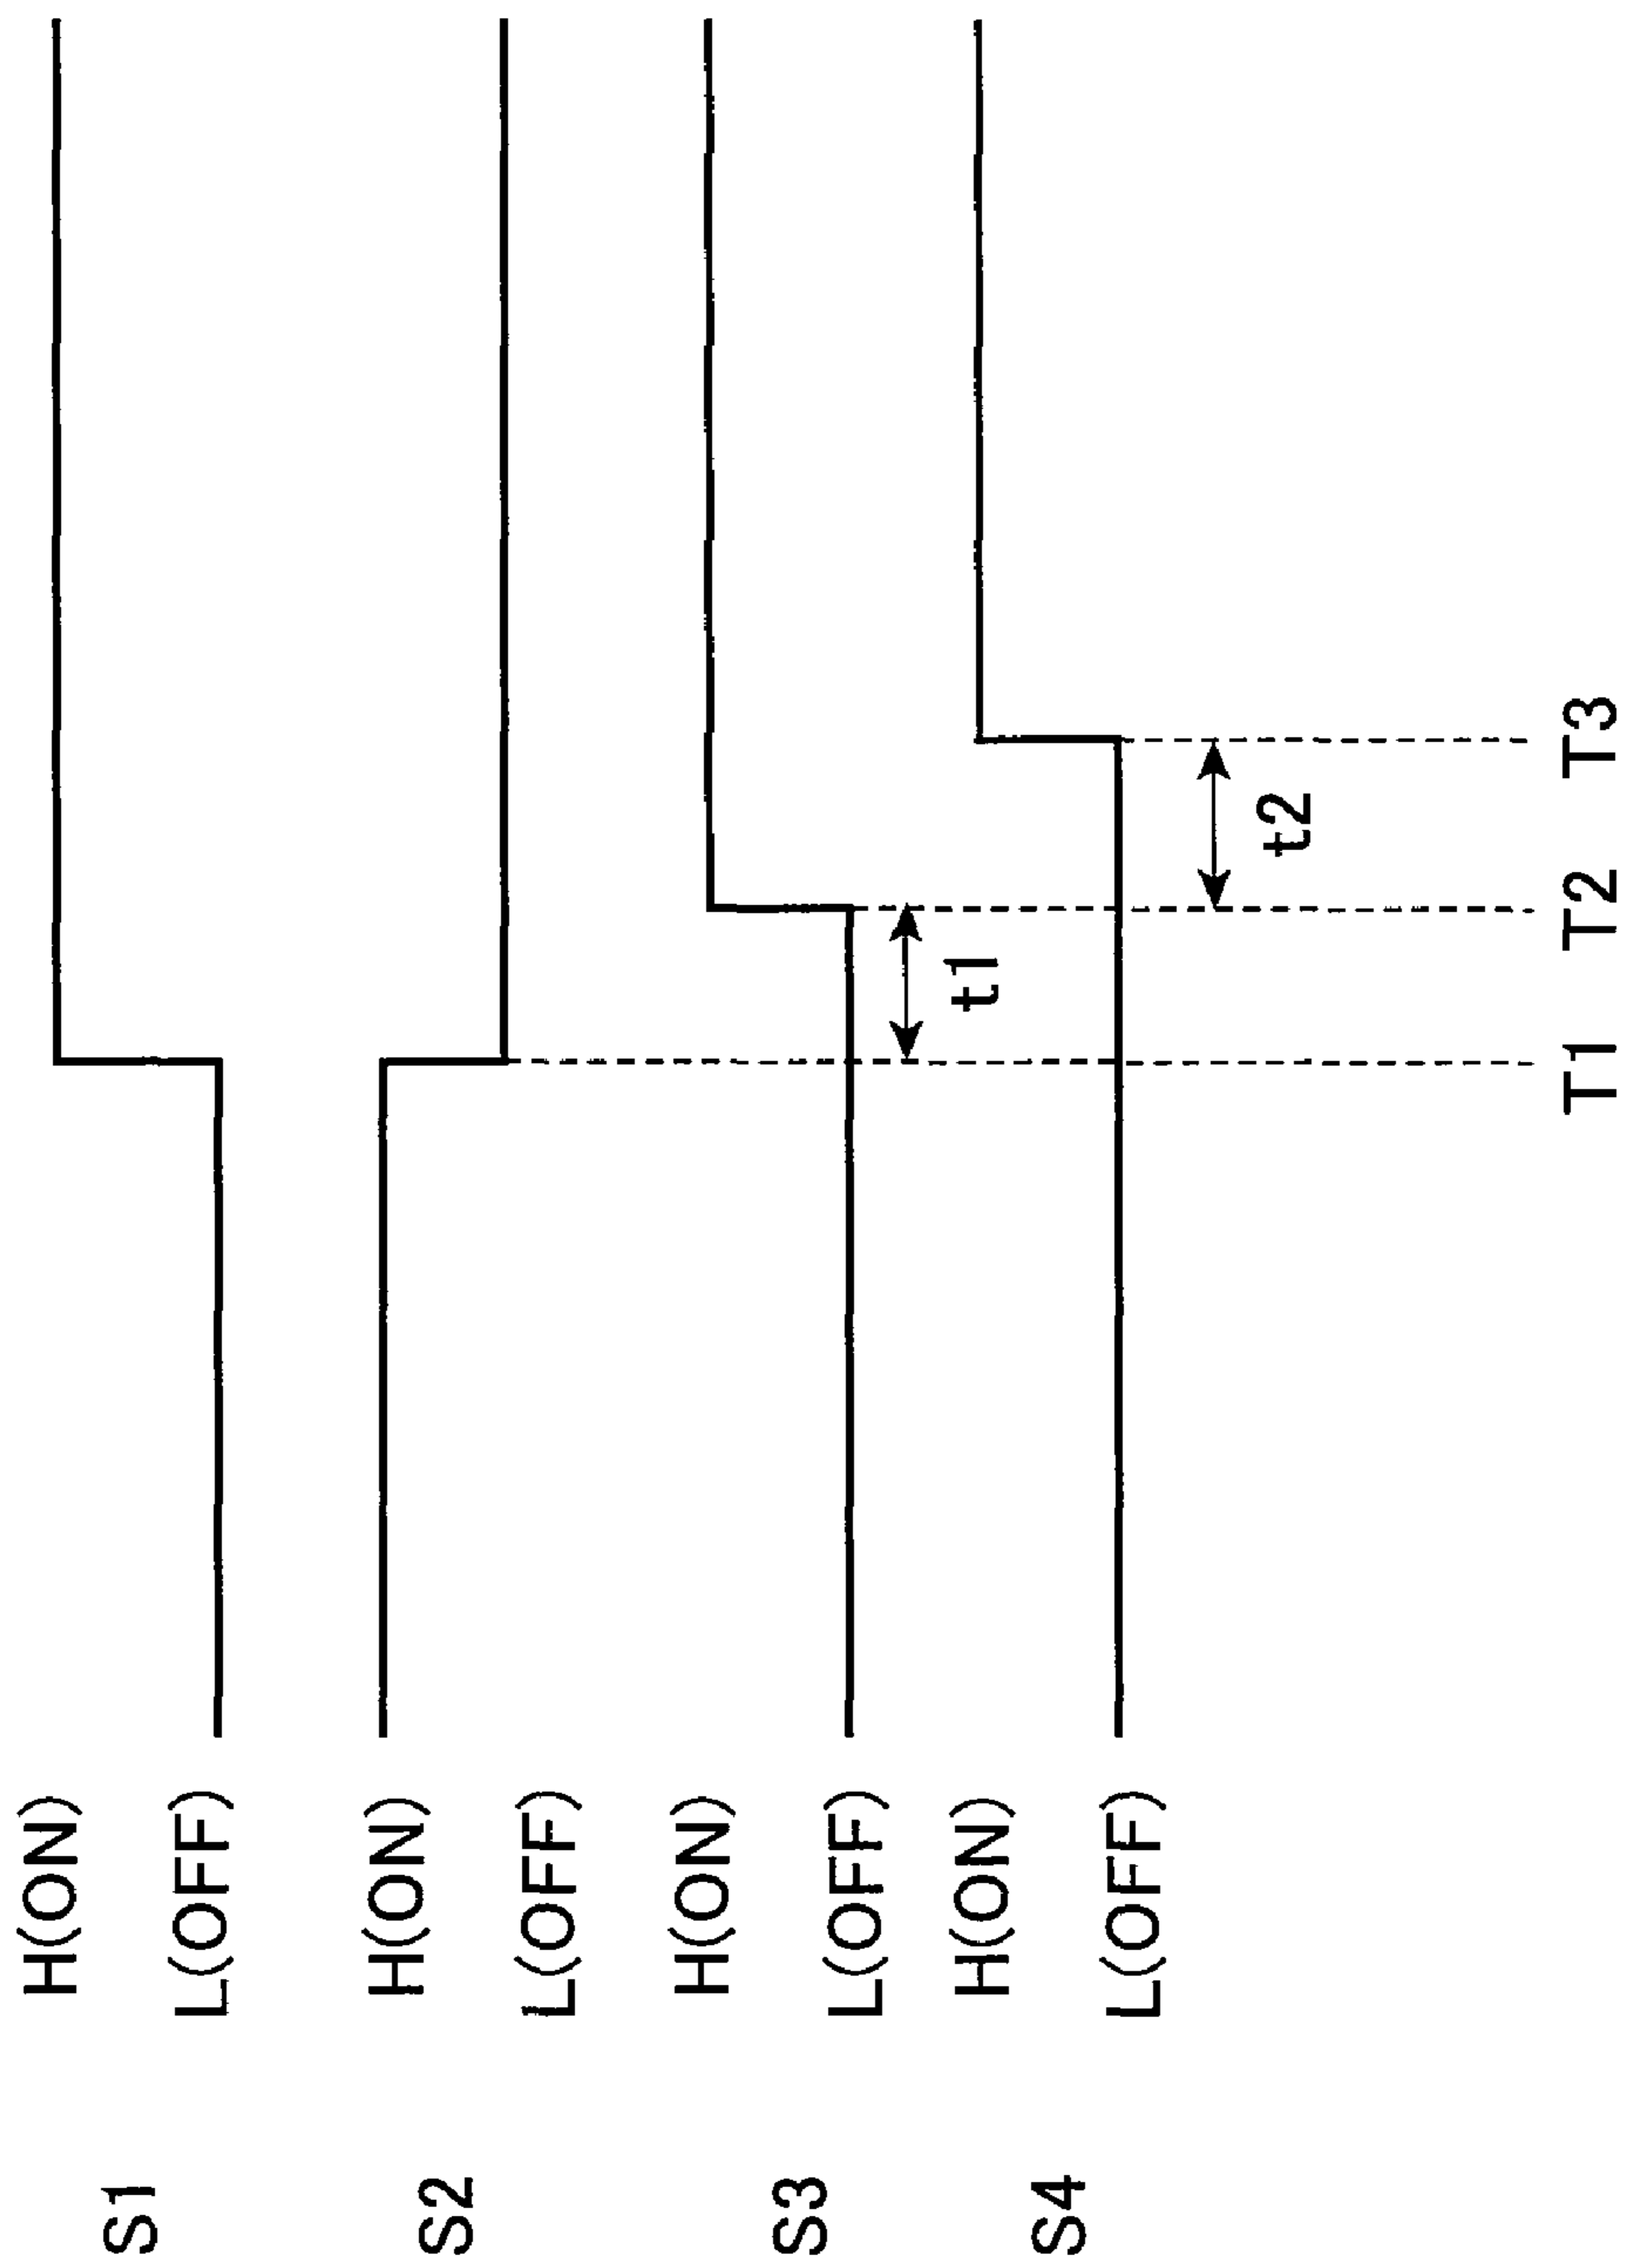 S1
H(ON)
L(OFF)
S2
H(ON)
L(OFF)
S3
H(ON)
L(OFF)
t1
S4
H(ON)
L(OFF)
t2
T1 T2 T3